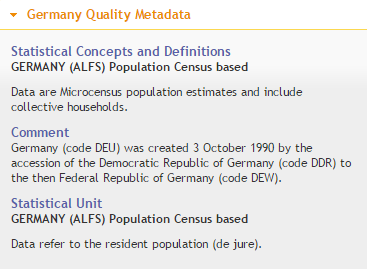 Germany Quality Metadata
Statistical Concepts and Definitions
GERMANY (ALFS) Population Census based
Data are Microcensus population estimates and include
collective households.
Comment
Germany (code DEU) was created 3 October 1990 by the
accession of the Democratic Republic of Germany (code DDR) to
the then Federal Republic of Germany (code DEW).
Statistical Unit
GERMANY (ALFS) Population Census based
Data refer to the resident population (de jure).